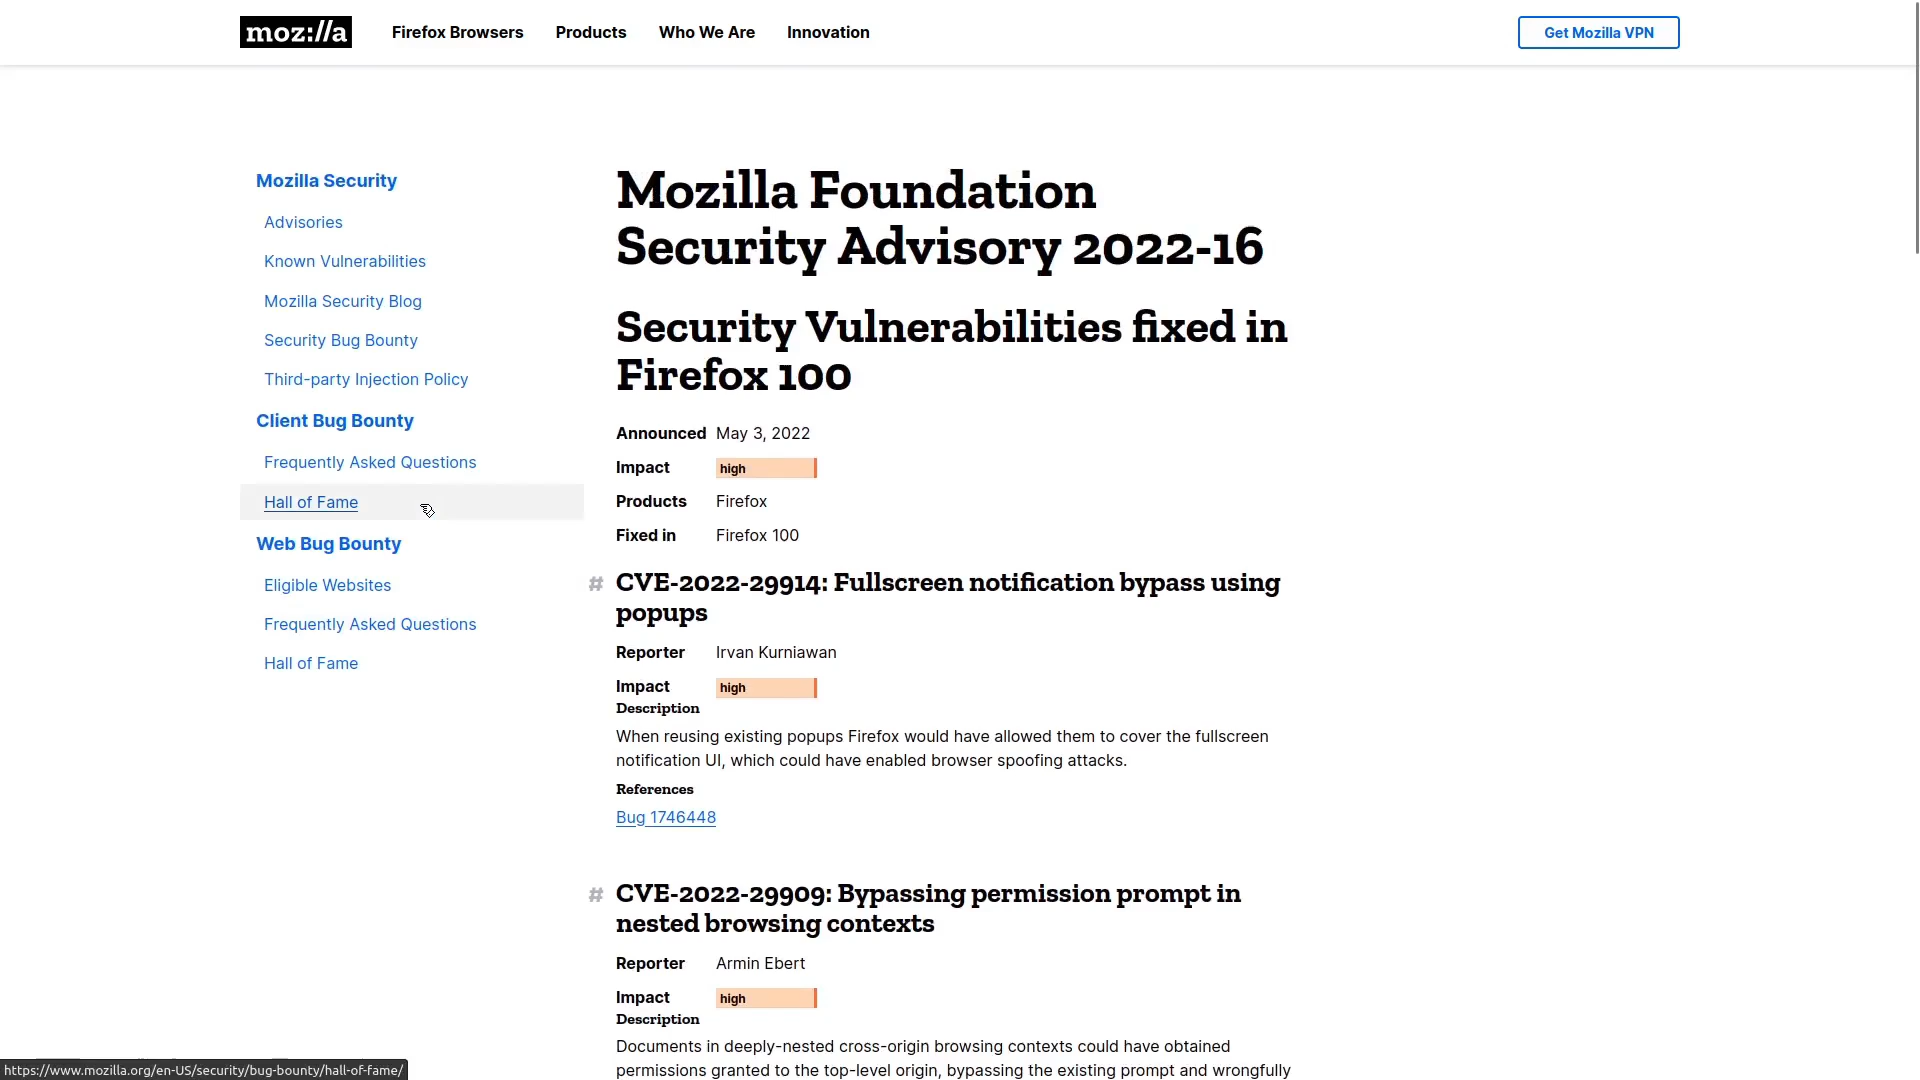 moz://a
Firefox Browsers
Products
Who We Are
Innovation
Get Mozilla VPN
Mozilla Security
Advisories
Known Vulnerabilities
Mozilla Security Blog
Security Bug Bounty
Third-party Injection Policy
Client Bug Bounty
Frequently Asked Questions
Hall of Fame
Web Bug Bounty
Eligible Websites
Frequently Asked Questions
Hall of Fame
Mozilla Foundation
Security Advisory 2022-16
Security Vulnerabilities fixed in
Firefox 100
Announced May 3, 2022
Impact high
Products Firefox
Fixed in Firefox 100
# CVE-2022-29914: Fullscreen notification bypass using
popups
Reporter Irvan Kurniawan
Impact high
Description
When reusing existing popups Firefox would have allowed them to cover the fullscreen
notification UI, which could have enabled browser spoofing attacks.
References
Bug 1746448
# CVE-2022-29909: Bypassing permission prompt in
nested browsing contexts
Reporter Armin Ebert
Impact high
Description
Documents in deeply-nested cross-origin browsing contexts could have obtained
permissions granted to the top-level origin, bypassing the existing prompt and wrongfully
https://www.mozilla.org/en-US/security/bug-bounty/hall-of-fame/